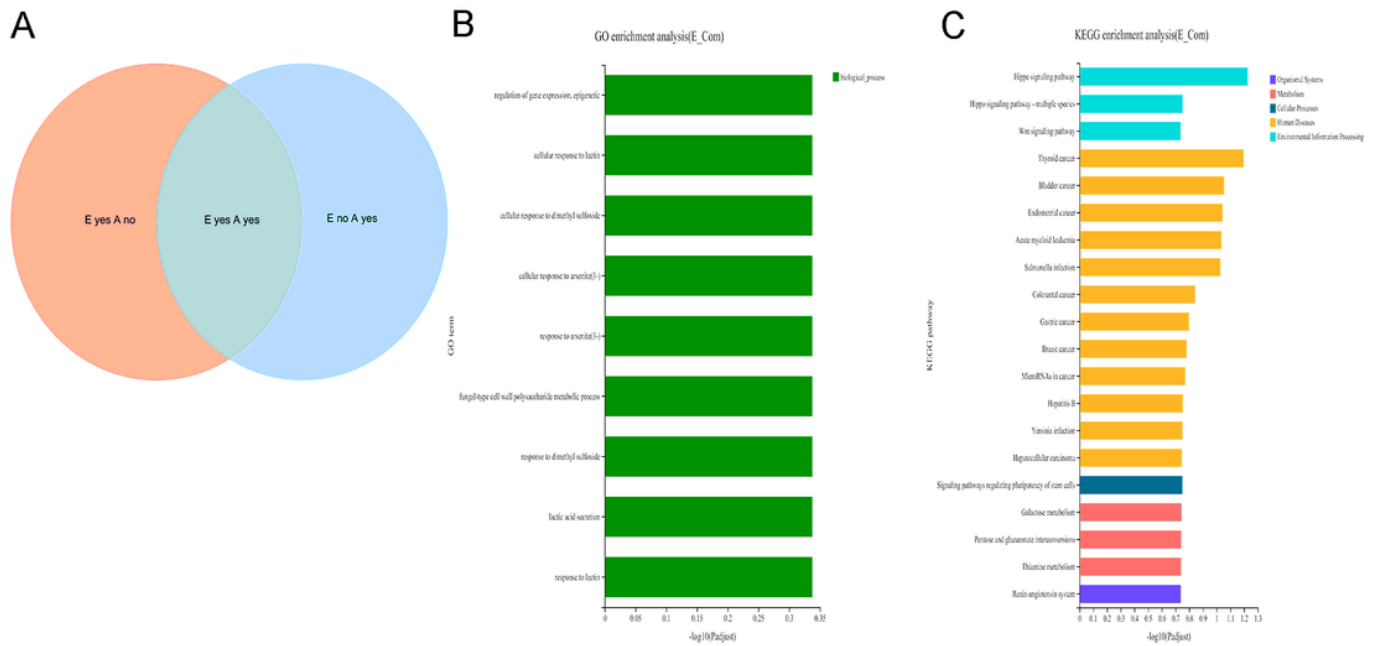 A
E yes A no
E yes A yes
E no A yes
B
GO enrichment analysis(E_Com)
biological_process
regulation of gene expression, epigenetic
cellular response to lectin
cellular response to dimethyl sulfoxide
cellular response to arsenite(3-)
response to arsenite(3-)
fungal-type cell wall polysaccharide metabolic process
response to dimethyl sulfoxide
lactic acid secretion
response to lectin
GO term
0
0.05
0.1
0.15
0.2
0.25
0.3
0.35
-log10(Padjust)
C
KEGG enrichment analysis(E_Com)
Organismal Systems
Metabolism
Cellular Processes
Human Diseases
Environmental Information Processing
Hippo signaling pathway
Hippo signaling pathway - multiple species
Wnt signaling pathway
Thyroid cancer
Bladder cancer
Endometrial cancer
Acute myeloid leukemia
Salmonella infection
Colorectal cancer
Gastric cancer
Breast cancer
MicroRNAs in cancer
Hepatitis B
Yersinia infection
Hepatocellular carcinoma
Signaling pathways regulating pluripotency of stem cells
Galactose metabolism
Pentose and glucuronate interconversions
Thiamine metabolism
Renin-angiotensin system
KEGG pathway
0
0.1
0.2
0.3
0.4
0.5
0.6
0.7
0.8
0.9
1
1.1
1.2
1.3
-log10(Padjust)